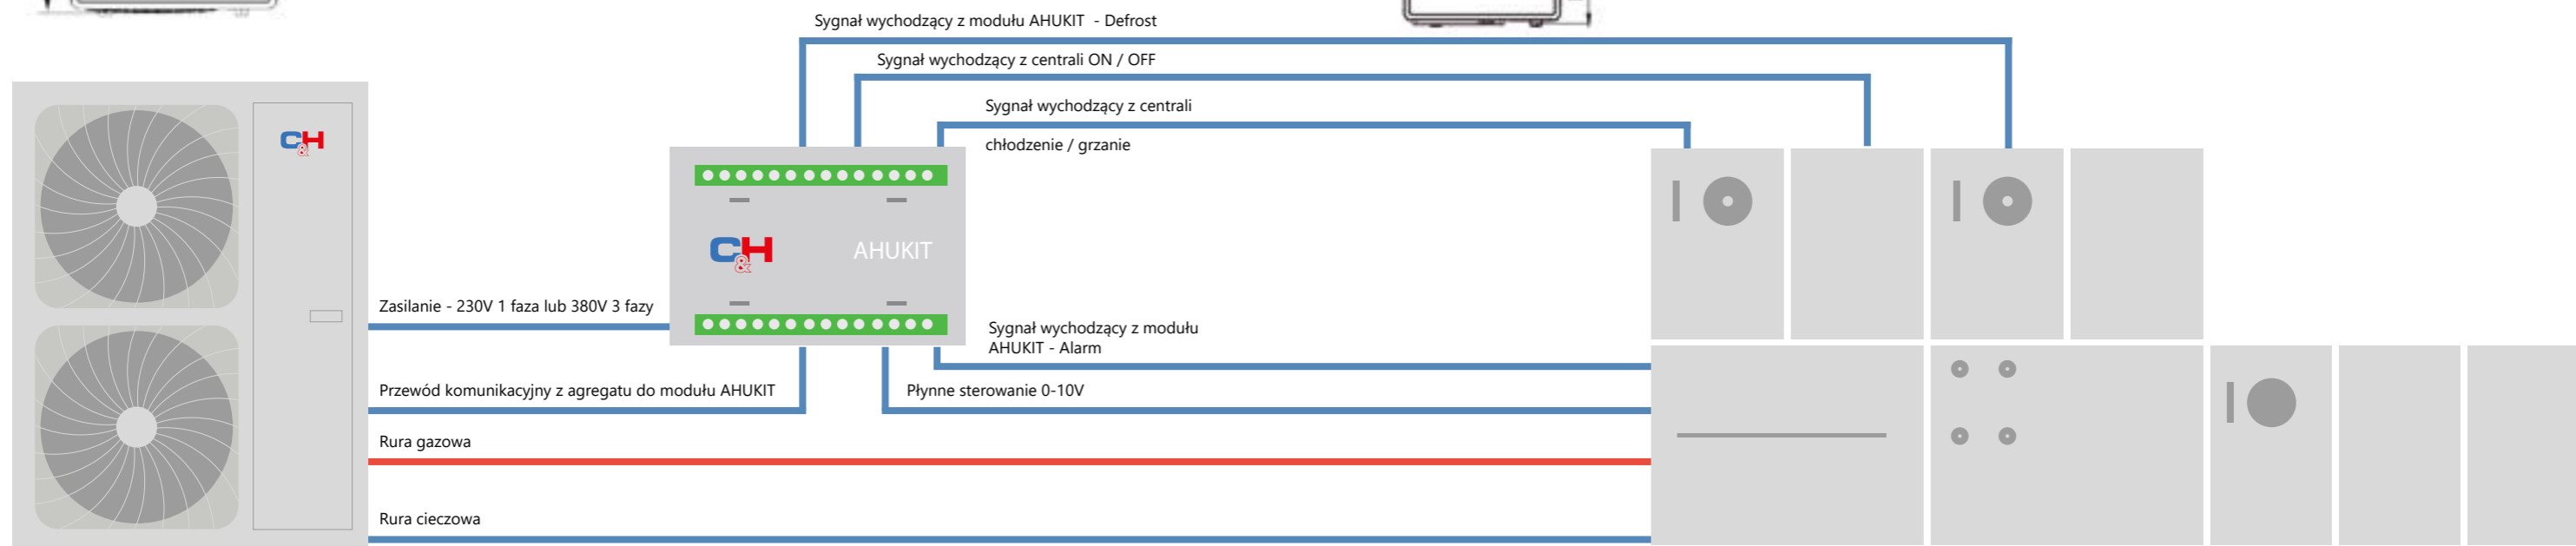 Sygnał wychodzący z modułu AHUKIT - Defrost
Sygnał wychodzący z centrali ON / OFF
Sygnał wychodzący z centrali
chłodzenie / grzanie
C&H
C&H AHUKIT
Zasilanie - 230V 1 faza lub 380V 3 fazy
Sygnał wychodzący z modułu
AHUKIT - Alarm
Przewód komunikacyjny z agregatu do modułu AHUKIT
Płynne sterowanie 0-10V
Rura gazowa
Rura cieczowa